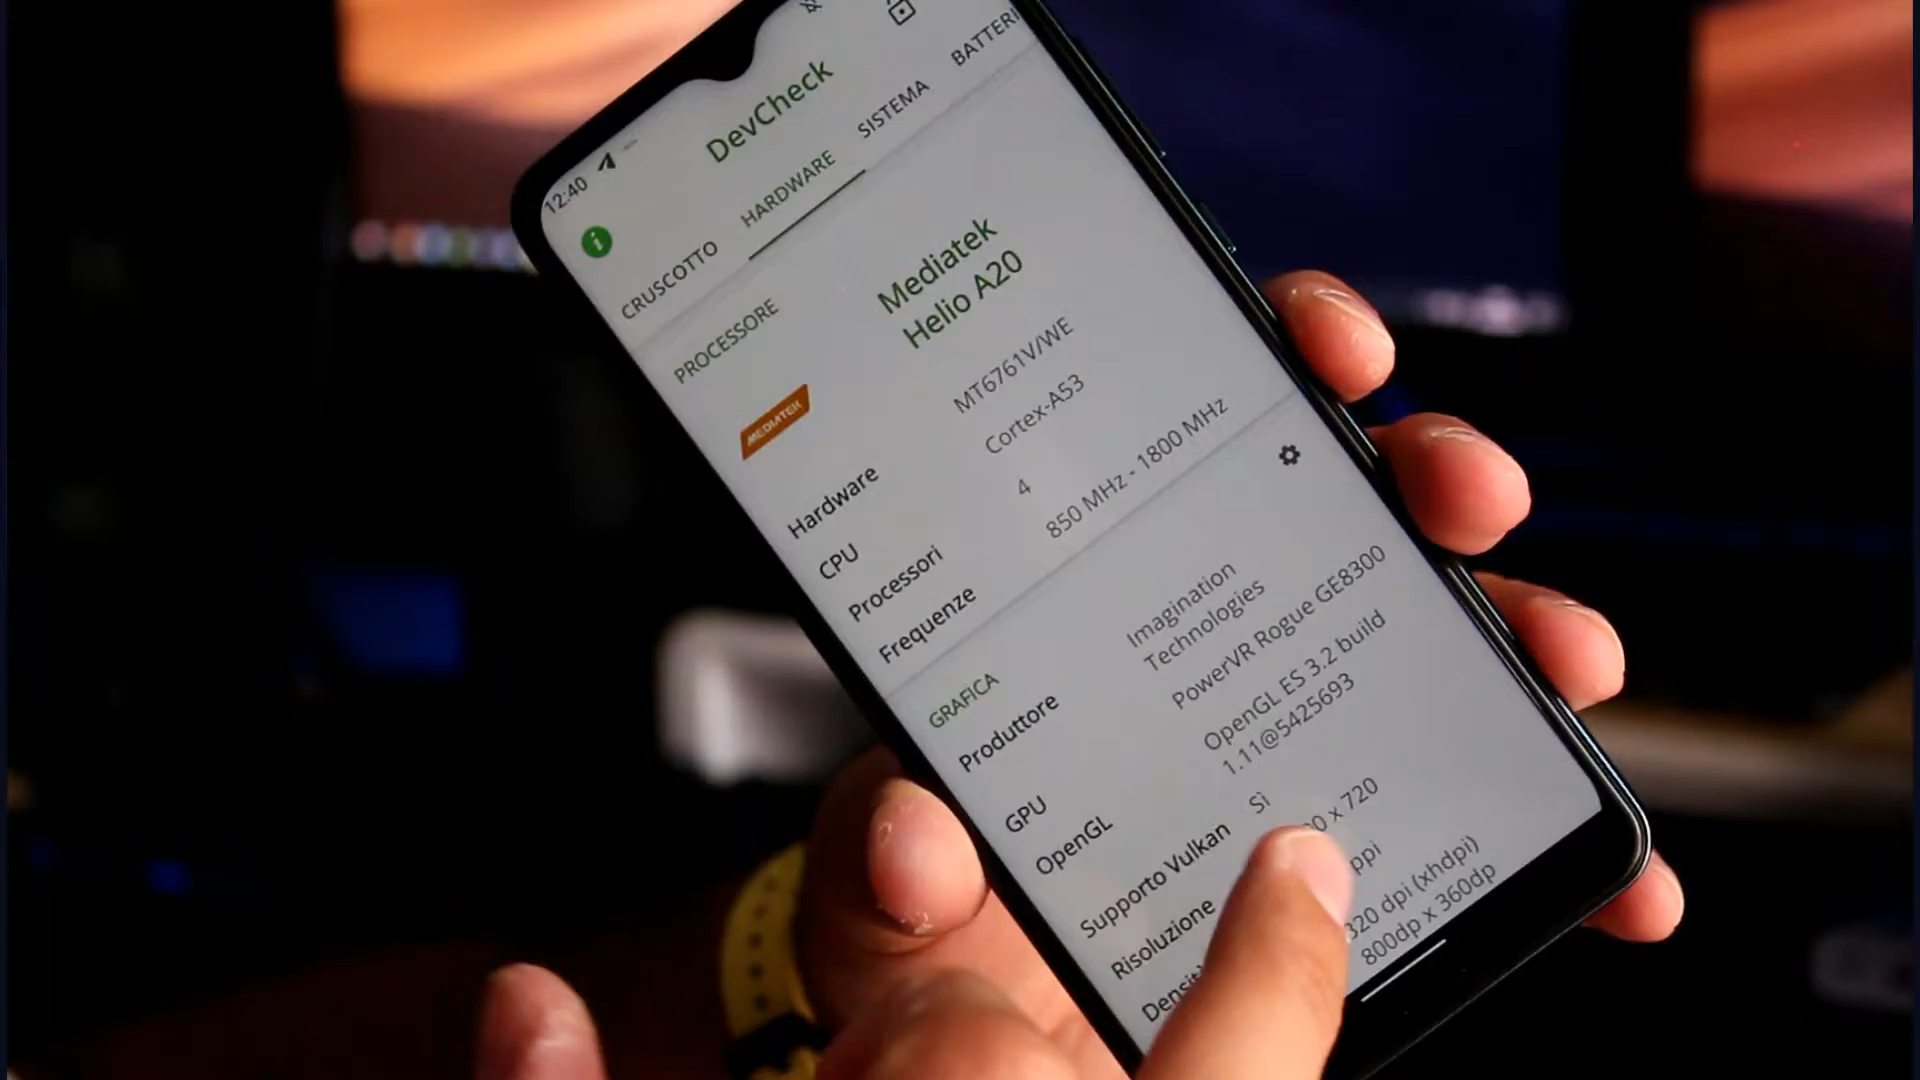 12:40
DevCheck
CRUSCOTTO HARDWARE SISTEMA BATTERI
PROCESSORE
Mediatek
Helio A20
MEDIATEK
Hardware MT6761V/WE
CPU Cortex-A53
Processori 4
Frequenze 850 MHz - 1800 MHz
GRAFICA
Produttore Imagination
Technologies
GPU PowerVR Rogue GE8300
OpenGL OpenGL ES 3.2 build
1.11@5425693
Supporto Vulkan Sì
Risoluzione x 720
ppi
320 dpi (xhdpi)
800dp x 360dp